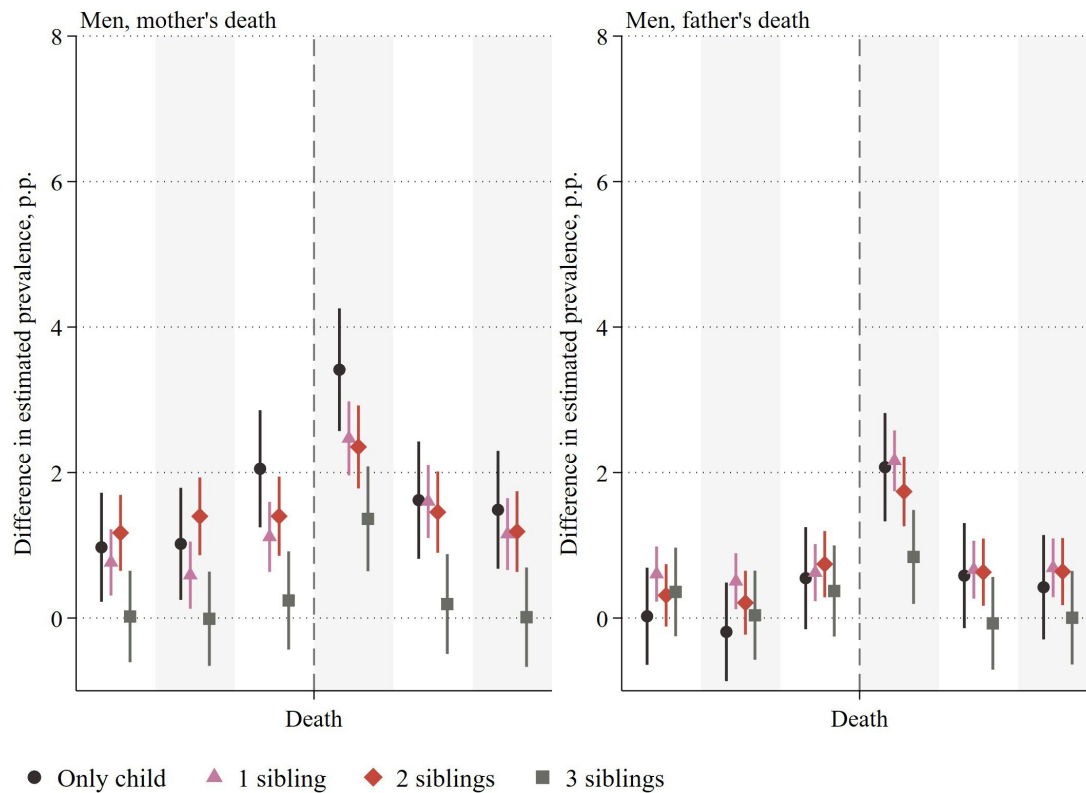 Men, mother's death
Difference in estimated prevalence, p.p.
8
6
4
2
0
Death
Men, father's death
Difference in estimated prevalence, p.p.
8
6
4
2
0
Death
Only child 1 sibling 2 siblings 3 siblings